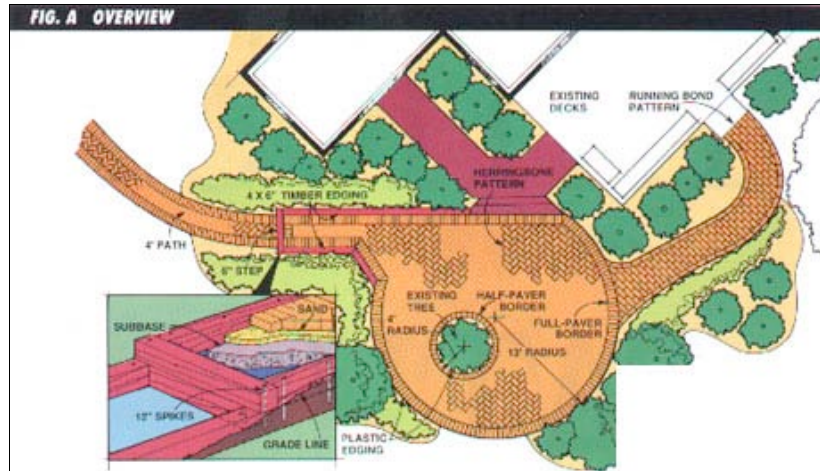 FIG. A OVERVIEW
EXISTING
DECKS
RUNNING BOND
PATTERN
HERRINGBONE
PATTERN
4 X 6" TIMBER EDGING
4' PATH
6" STEP
EXISTING
TREE
HALF-PAVER
BORDER
4'
RADIUS
FULL-PAVER
BORDER
13' RADIUS
SUBBASE
SAND
12" SPIKES
GRADE LINE
PLASTIC
EDGING